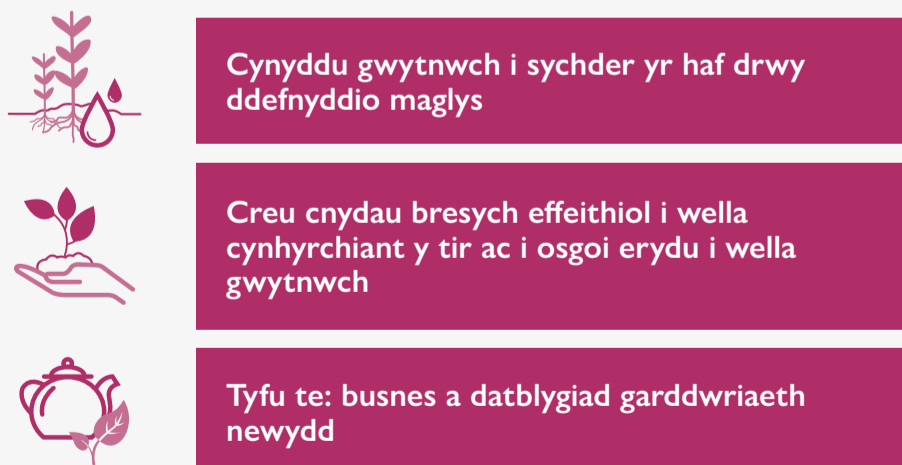 Cynyddu gwytnwch i sychder yr haf drwy
ddefnyddio maglys
Creu cnydau bresych effeithiol i wella
cynhyrchiant y tir ac i osgoi erydu i wella
gwytnwch
Tyfu te: busnes a datblygiad garddwriaeth
newydd